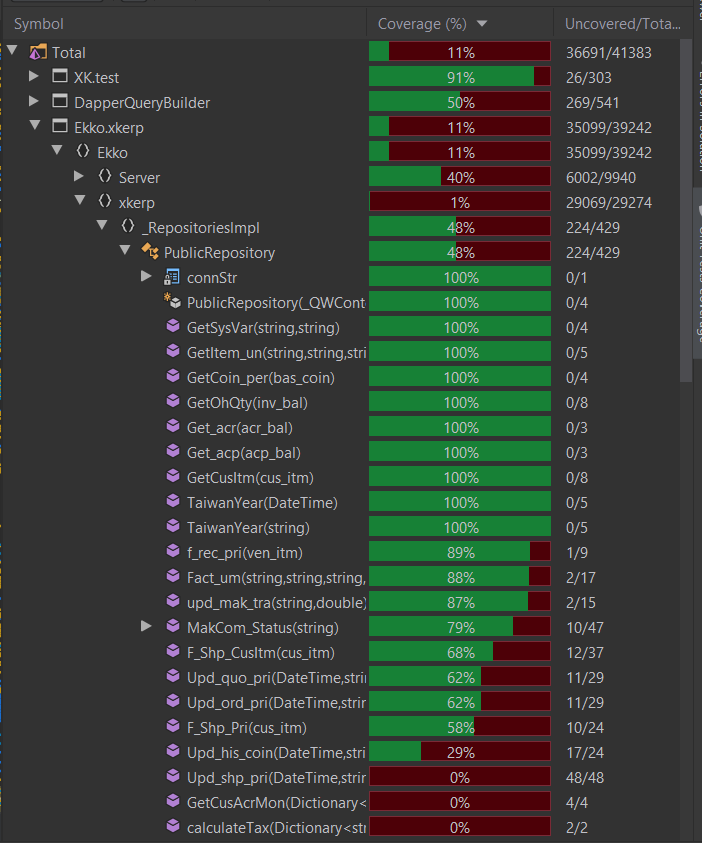 Symbol Coverage (%) Uncovered/Tota...
Total 11% 36691/41383
XK.test 91% 26/303
DapperQueryBuilder 50% 269/541
Ekko.xkerp 11% 35099/39242
Ekko 11% 35099/39242
Server 40% 6002/9940
xkerp 1% 29069/29274
_RepositoriesImpl 48% 224/429
PublicRepository 48% 224/429
connStr 100% 0/1
PublicRepository(_QWCont 100% 0/4
GetSysVar(string,string) 100% 0/4
GetItem_un(string,string,stri 100% 0/5
GetCoin_per(bas_coin) 100% 0/4
GetOhQty(inv_bal) 100% 0/8
Get_acr(acr_bal) 100% 0/3
Get_acp(acp_bal) 100% 0/3
GetCusItm(cus_itm) 100% 0/8
TaiwanYear(DateTime) 100% 0/5
TaiwanYear(string) 100% 0/5
f_rec_pri(ven_itm) 89% 1/9
Fact_um(string,string,string, 88% 2/17
upd_mak_tra(string,double) 87% 2/15
MakCom_Status(string) 79% 10/47
F_Shp_CusItm(cus_itm) 68% 12/37
Upd_quo_pri(DateTime,strin 62% 11/29
Upd_ord_pri(DateTime,string 62% 11/29
F_Shp_Pri(cus_itm) 58% 10/24
Upd_his_coin(DateTime,stri 29% 17/24
Upd_shp_pri(DateTime,strin 0% 48/48
GetCusAcrMon(Dictionary< 0% 4/4
calculateTax(Dictionary<str 0% 2/2